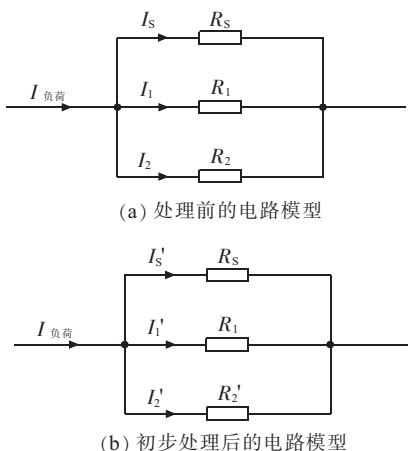 I_S R_S
I_负荷 I_1 R_1
I_2 R_2
(a) 处理前的电路模型
I_S' R_S
I_负荷 I_1' R_1
I_2' R_2'
(b) 初步处理后的电路模型